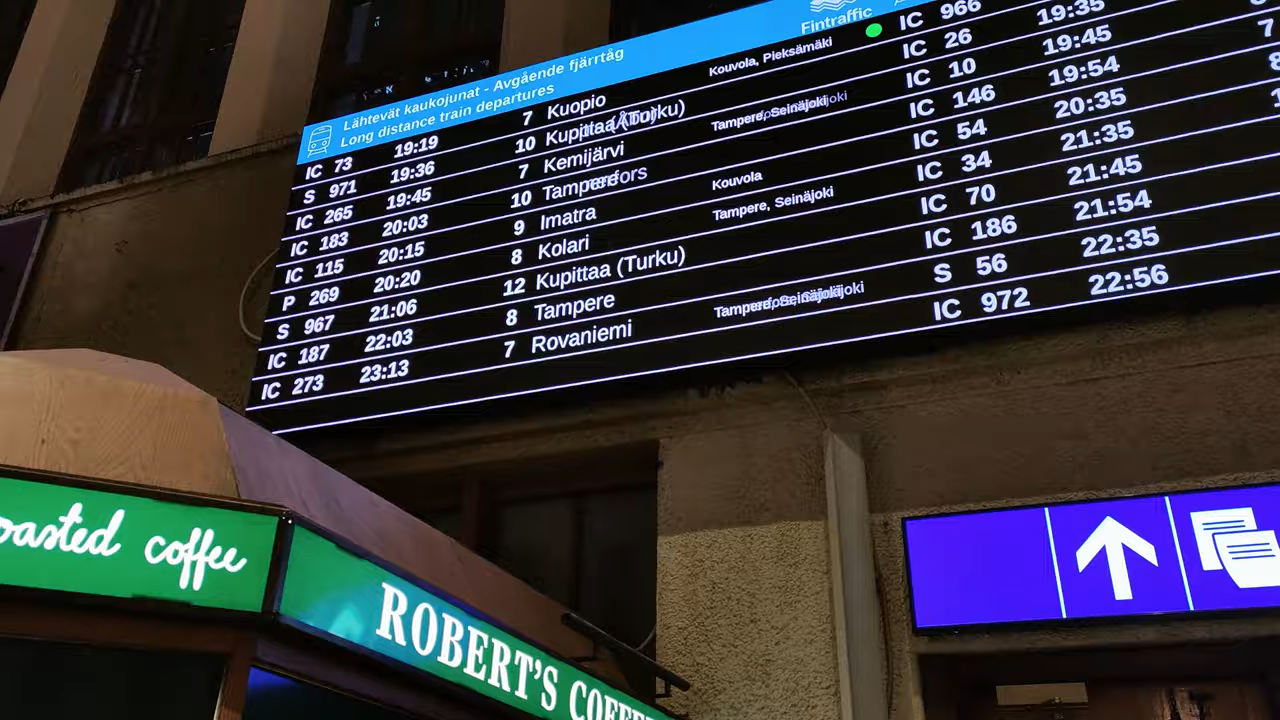 Fintraffic
Lähtevät kaukojunat - Avgående fjärrtåg
Long distance train departures
IC 73 19:19 7 Kuopio Kouvola, Pieksämäki
S 971 19:36 10 Kupittaa (Turku)
IC 265 19:45 7 Kemijärvi Tampere, Seinäjoki
IC 183 20:03 10 Tampere
IC 115 20:15 9 Imatra Kouvola
P 269 20:20 8 Kolari Tampere, Seinäjoki
S 967 21:06 12 Kupittaa (Turku)
IC 187 22:03 8 Tampere
IC 273 23:13 7 Rovaniemi Tampere, Seinäjoki
IC 966
IC 26 19:35
IC 10 19:45
IC 146 19:54
IC 54 20:35
IC 34 21:35
IC 70 21:45
IC 186 21:54
S 56 22:35
IC 972 22:56
oasted coffee
ROBERT'S COFFE